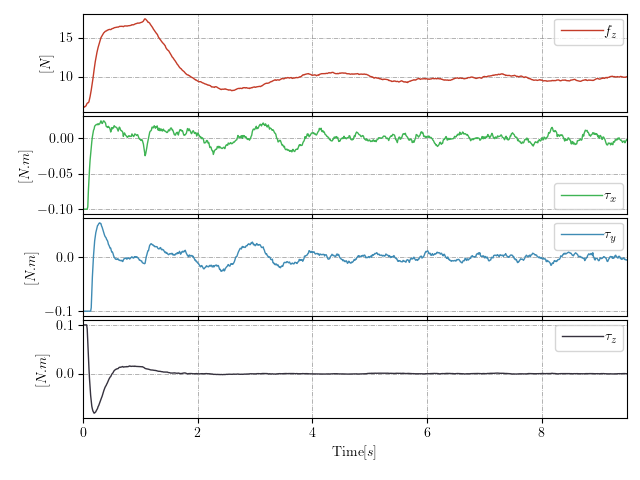 [N]
15
10
f_z
[N.m]
0.00
−0.05
−0.10
τ_x
[N.m]
0.0
−0.1
τ_y
[N.m]
0.1
0.0
τ_z
0 2 4 6 8
Time[s]